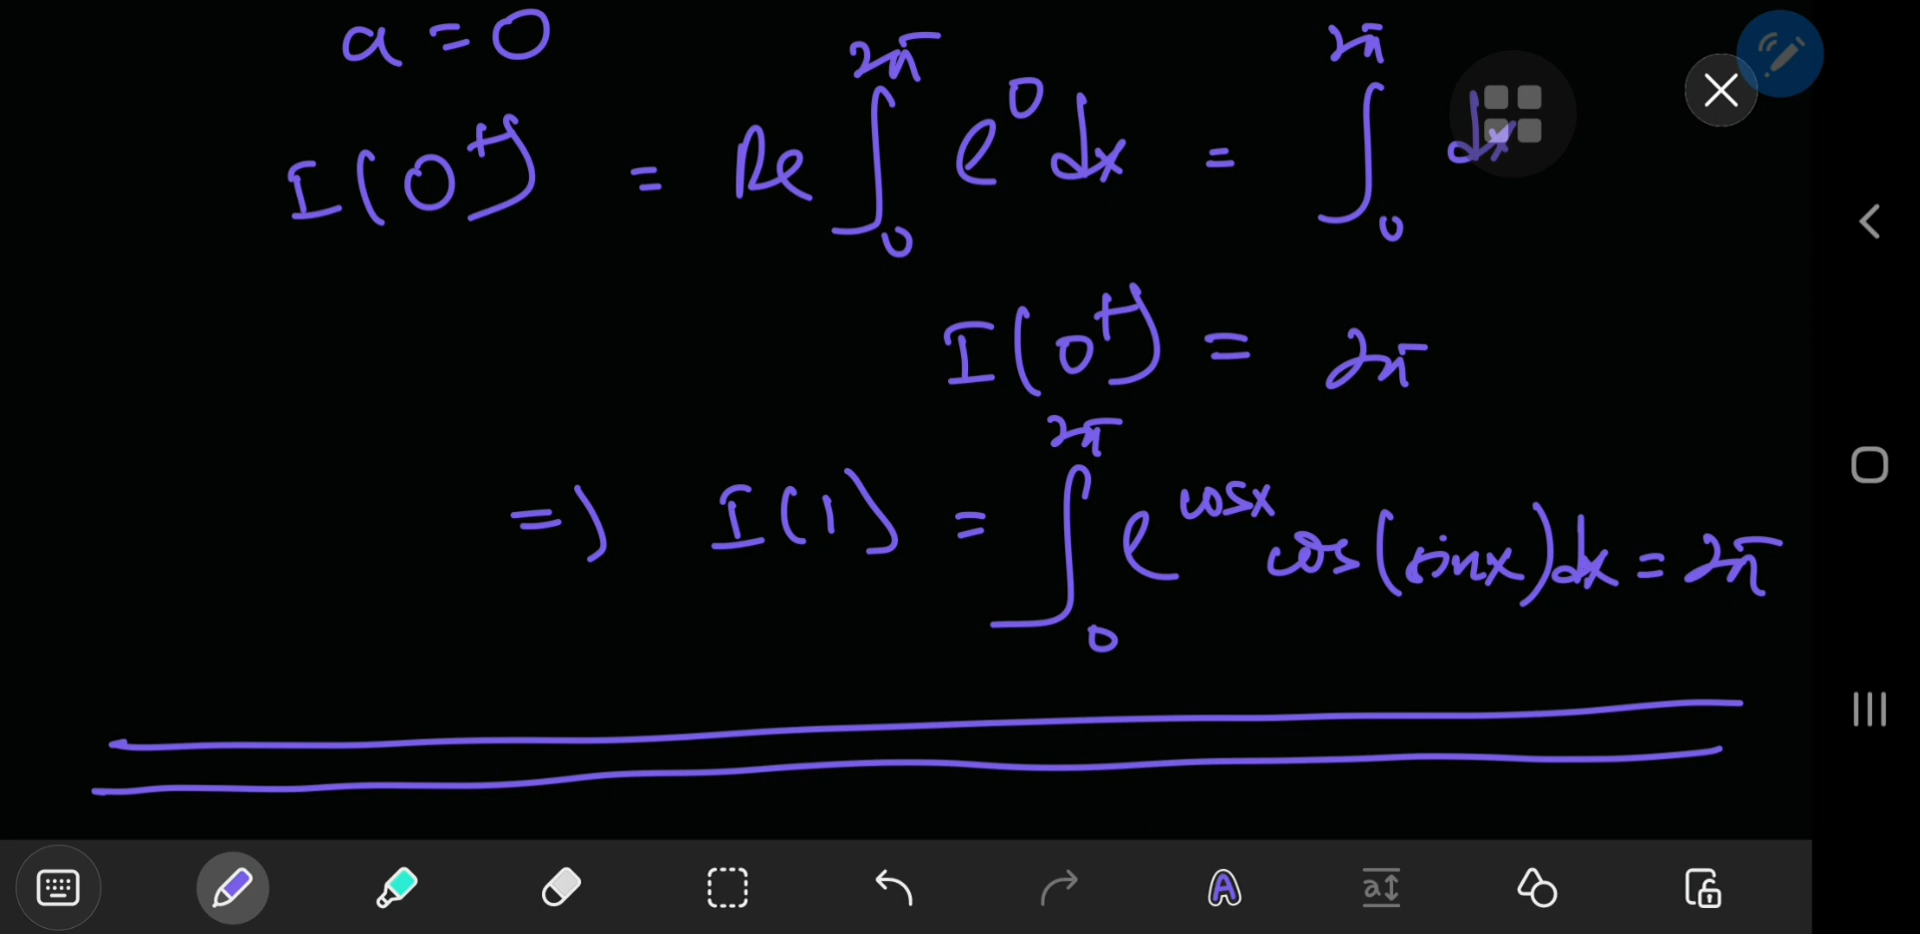 a = 0
I(0⁺) = Re ∫₀^{2π} e⁰ dx = ∫₀^{2π} dx
I(0⁺) = 2π
=> I(1) = ∫₀^{2π} e^{cosx} cos(sinx)dx = 2π
A a